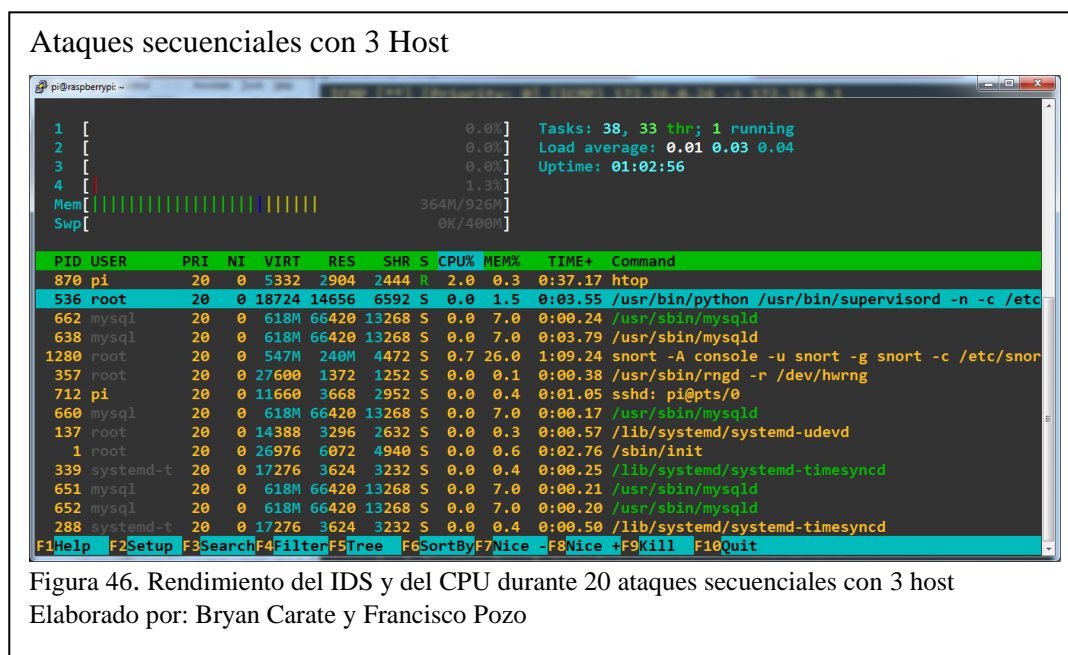 Ataques secuenciales con 3 Host
pi@raspberrypi: ~
ICMP [**] [Priority: 0] {ICMP} 172.16.0.24 -> 172.16.0.1
1 [ 0.0%] Tasks: 38, 33 thr; 1 running
2 [ 0.0%] Load average: 0.01 0.03 0.04
3 [ 0.0%] Uptime: 01:02:56
4 [| 1.3%]
Mem[||||||||||||||||||||||||| 364M/926M]
Swp[ 0K/400M]
PID USER PRI NI VIRT RES SHR S CPU% MEM% TIME+ Command
870 pi 20 0 5332 2904 2444 R 2.0 0.3 0:37.17 htop
536 root 20 0 18724 14656 6592 S 0.0 1.5 0:03.55 /usr/bin/python /usr/bin/supervisord -n -c /etc
662 mysql 20 0 618M 66420 13268 S 0.0 7.0 0:00.24 /usr/sbin/mysqld
638 mysql 20 0 618M 66420 13268 S 0.0 7.0 0:03.79 /usr/sbin/mysqld
1280 root 20 0 547M 240M 4472 S 0.7 26.0 1:09.24 snort -A console -u snort -g snort -c /etc/snor
357 root 20 0 27600 1372 1252 S 0.0 0.1 0:00.38 /usr/sbin/rngd -r /dev/hwrng
712 pi 20 0 11660 3668 2952 S 0.0 0.4 0:01.05 sshd: pi@pts/0
660 mysql 20 0 618M 66420 13268 S 0.0 7.0 0:00.17 /usr/sbin/mysqld
137 root 20 0 14388 3296 2632 S 0.0 0.3 0:00.57 /lib/systemd/systemd-udevd
1 root 20 0 26976 6072 4940 S 0.0 0.6 0:02.76 /sbin/init
339 systemd-t 20 0 17276 3624 3232 S 0.0 0.4 0:00.25 /lib/systemd/systemd-timesyncd
651 mysql 20 0 618M 66420 13268 S 0.0 7.0 0:00.21 /usr/sbin/mysqld
652 mysql 20 0 618M 66420 13268 S 0.0 7.0 0:00.20 /usr/sbin/mysqld
288 systemd-t 20 0 17276 3624 3232 S 0.0 0.4 0:00.50 /lib/systemd/systemd-timesyncd
F1Help F2Setup F3SearchF4FilterF5Tree F6SortByF7Nice -F8Nice +F9Kill F10Quit
Figura 46. Rendimiento del IDS y del CPU durante 20 ataques secuenciales con 3 host
Elaborado por: Bryan Carate y Francisco Pozo